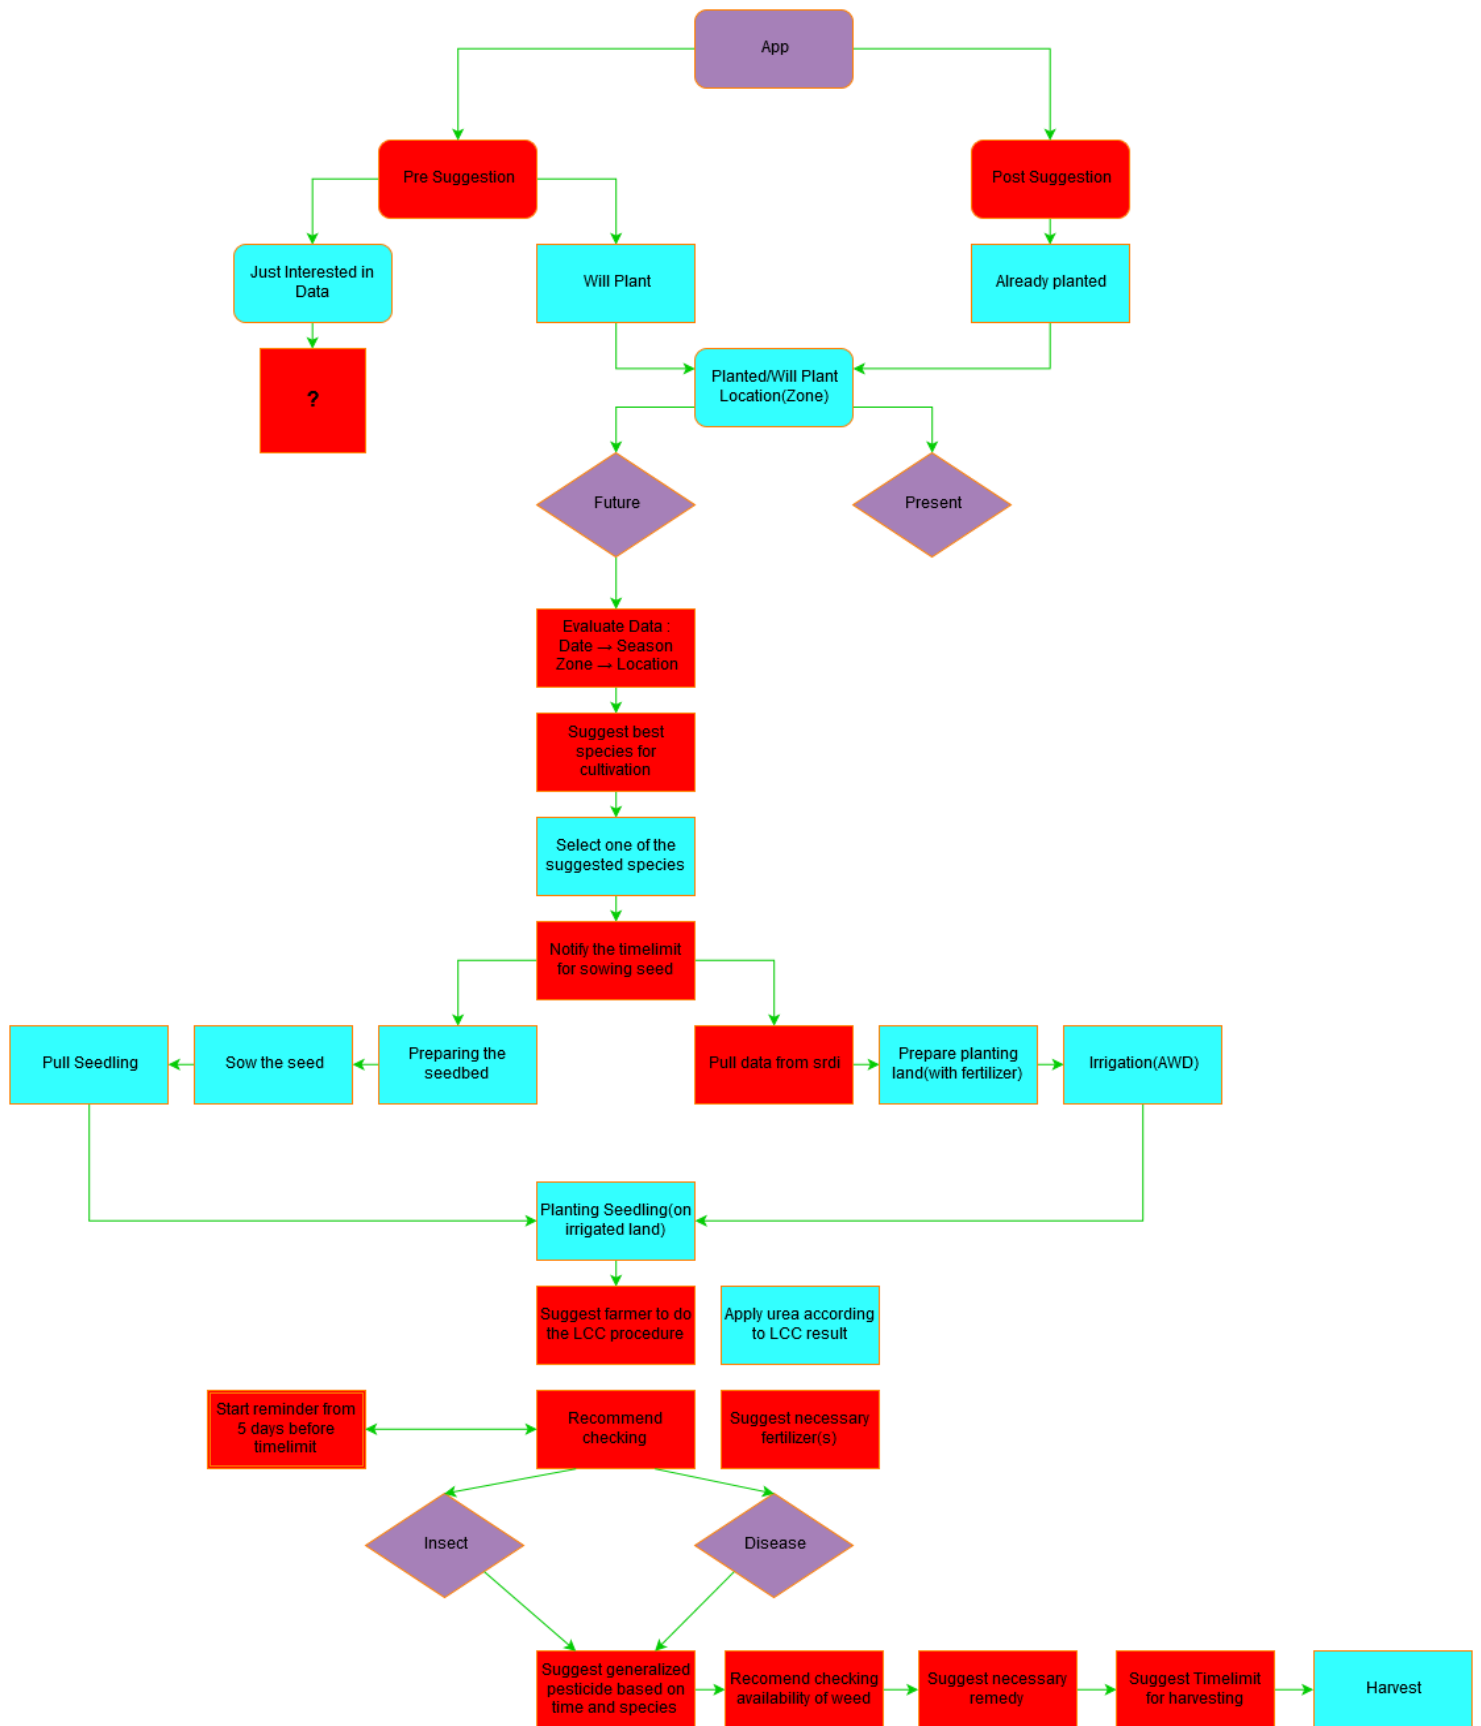 App
Pre Suggestion
Post Suggestion
Just Interested in
Data
Will Plant
Already planted
?
Planted/Will Plant
Location(Zone)
Future
Present
Evaluate Data :
Date → Season
Zone → Location
Suggest best
species for
cultivation
Select one of the
suggested species
Notify the timelimit
for sowing seed
Pull Seedling
Sow the seed
Preparing the
seedbed
Pull data from srdi
Prepare planting
land(with fertilizer)
Irrigation(AWD)
Planting Seedling(on
irrigated land)
Suggest farmer to do
the LCC procedure
Apply urea according
to LCC result
Start reminder from
5 days before
timelimit
Recommend
checking
Suggest necessary
fertilizer(s)
Insect
Disease
Suggest generalized
pesticide based on
time and species
Recomend checking
availability of weed
Suggest necessary
remedy
Suggest Timelimit
for harvesting
Harvest